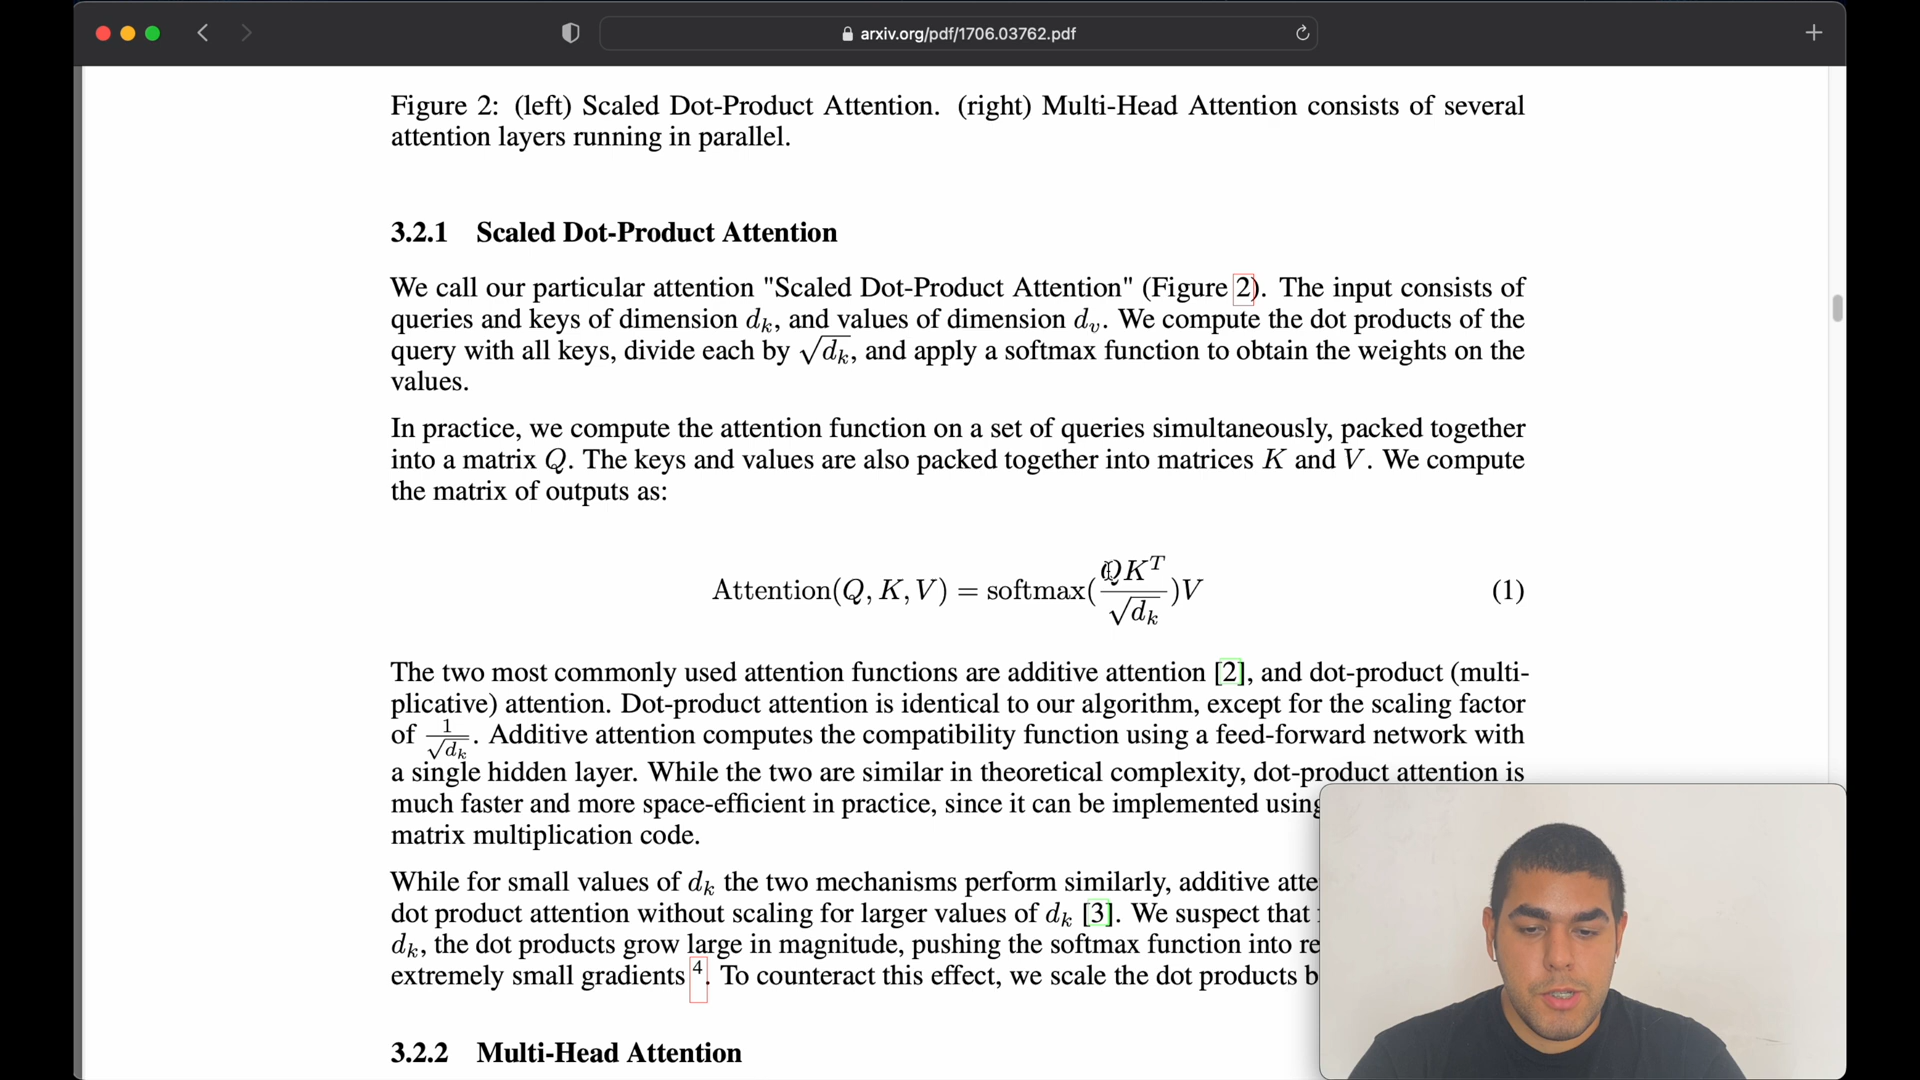 arxiv.org/pdf/1706.03762.pdf
Figure 2: (left) Scaled Dot-Product Attention. (right) Multi-Head Attention consists of several
attention layers running in parallel.
3.2.1 Scaled Dot-Product Attention
We call our particular attention "Scaled Dot-Product Attention" (Figure 2). The input consists of
queries and keys of dimension dₖ, and values of dimension dᵥ. We compute the dot products of the
query with all keys, divide each by √dₖ, and apply a softmax function to obtain the weights on the
values.
In practice, we compute the attention function on a set of queries simultaneously, packed together
into a matrix Q. The keys and values are also packed together into matrices K and V. We compute
the matrix of outputs as:
Attention(Q, K, V) = softmax(QKᵀ/√dₖ)V (1)
The two most commonly used attention functions are additive attention [2], and dot-product (multi-
plicative) attention. Dot-product attention is identical to our algorithm, except for the scaling factor
of 1/√dₖ. Additive attention computes the compatibility function using a feed-forward network with
a single hidden layer. While the two are similar in theoretical complexity, dot-product attention is
much faster and more space-efficient in practice, since it can be implemented using
matrix multiplication code.
While for small values of dₖ the two mechanisms perform similarly, additive atte
dot product attention without scaling for larger values of dₖ [3]. We suspect that
dₖ, the dot products grow large in magnitude, pushing the softmax function into re
extremely small gradients ⁴. To counteract this effect, we scale the dot products b
3.2.2 Multi-Head Attention